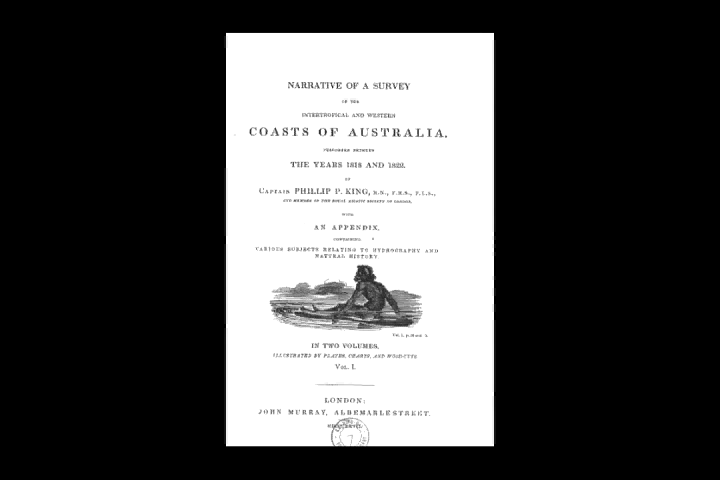 NARRATIVE OF A SURVEY
OF THE
INTERTROPICAL AND WESTERN
COASTS OF AUSTRALIA.
PERFORMED BETWEEN
THE YEARS 1818 AND 1822.
BY
CAPTAIN PHILLIP P. KING, R.N., F.R.S., F.L.S.,
AND MEMBER OF THE ROYAL ASIATIC SOCIETY OF LONDON.
WITH
AN APPENDIX,
CONTAINING
VARIOUS SUBJECTS RELATING TO HYDROGRAPHY AND
NATURAL HISTORY
Vol. I.
IN TWO VOLUMES,
ILLUSTRATED BY PLATES, CHARTS, AND WOOD-CUTS
VOL. I.
LONDON:
JOHN MURRAY, ALBEMARLE STREET.